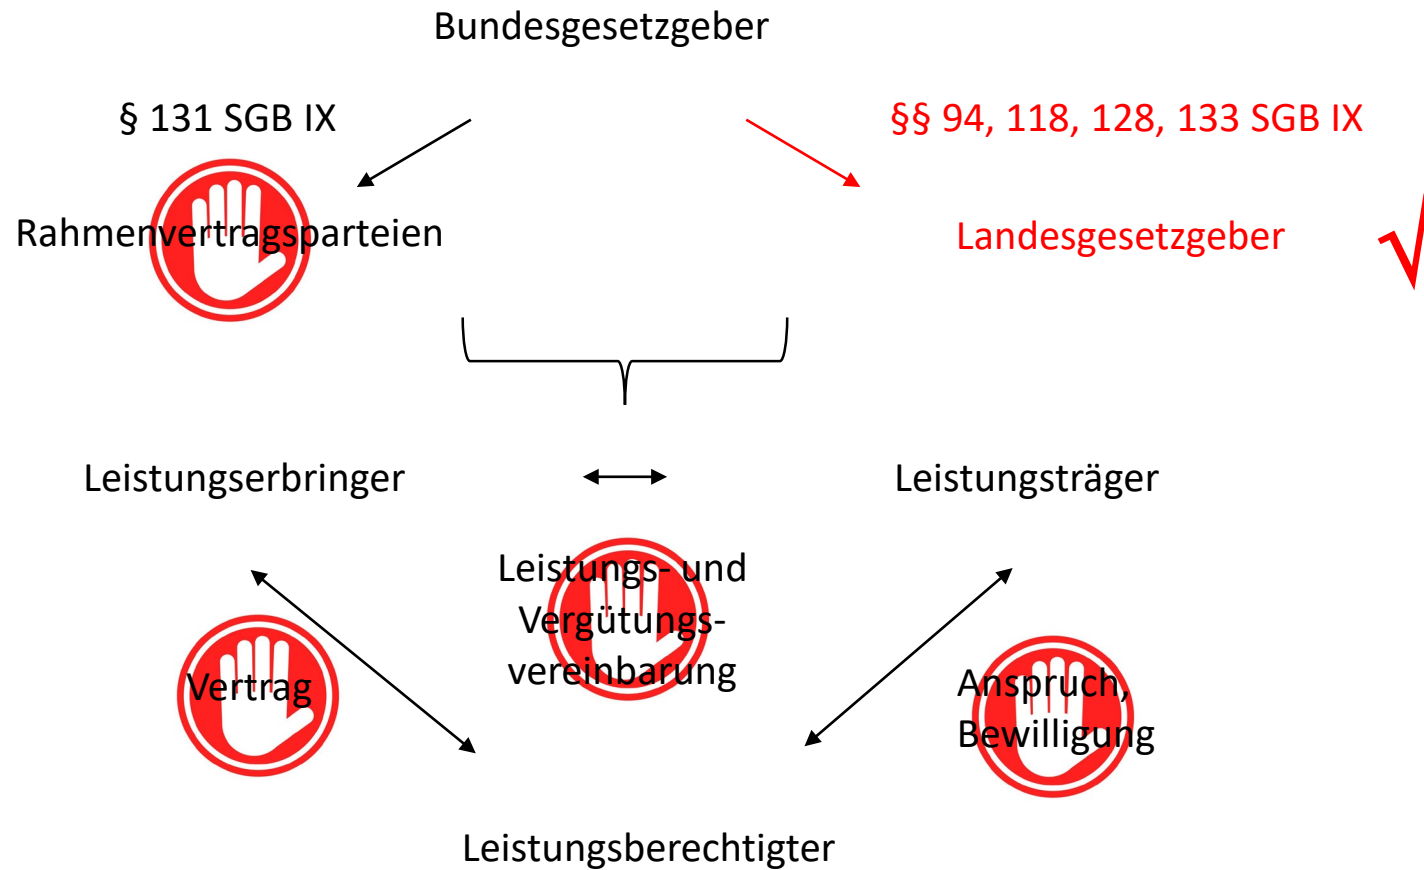 Bundesgesetzgeber
§ 131 SGB IX
§§ 94, 118, 128, 133 SGB IX
Rahmenvertragsparteien
Landesgesetzgeber
√
Leistungserbringer
Leistungsträger
Leistungs- und
Vergütungs-
vereinbarung
Vertrag
Anspruch,
Bewilligung
Leistungsberechtigter